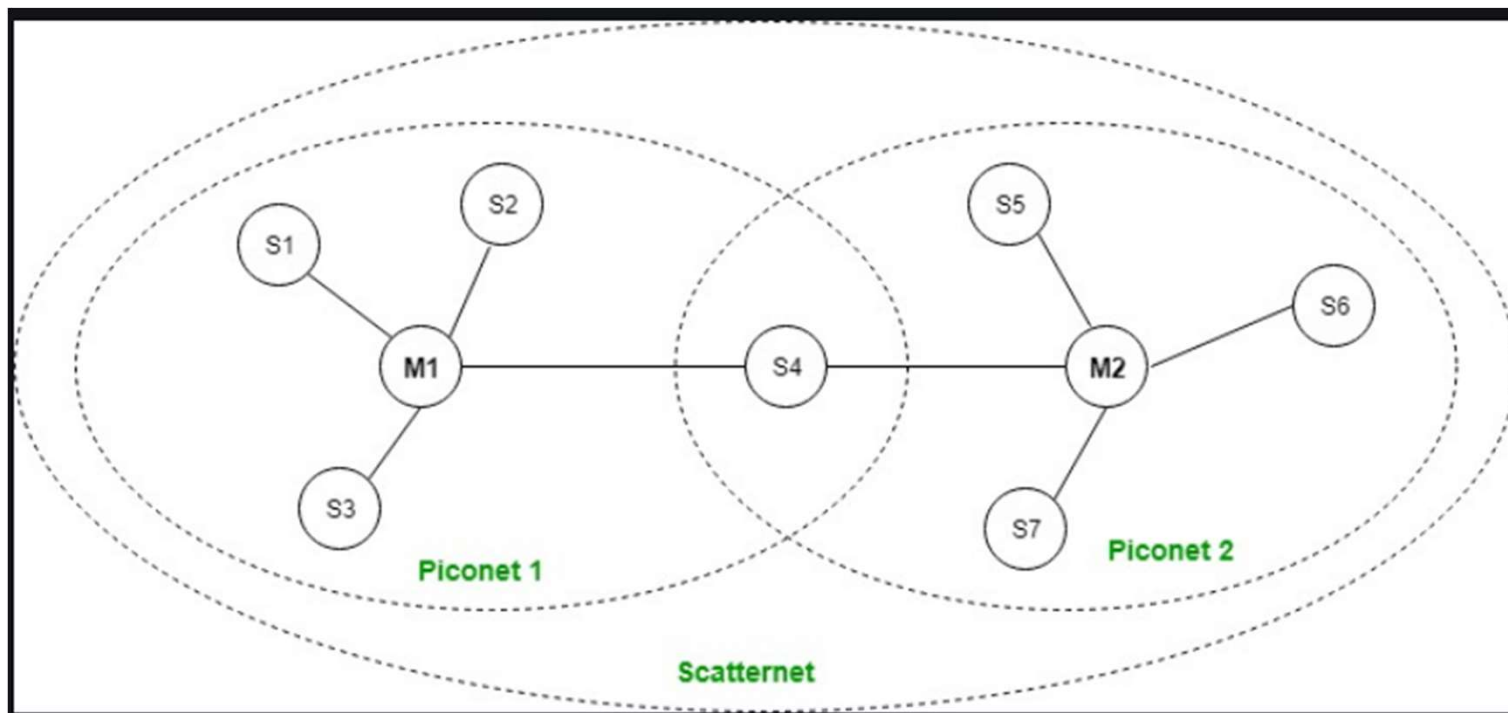 S2
S5
S1
S6
M1
S4
M2
S3
S7
Piconet 1
Piconet 2
Scatternet